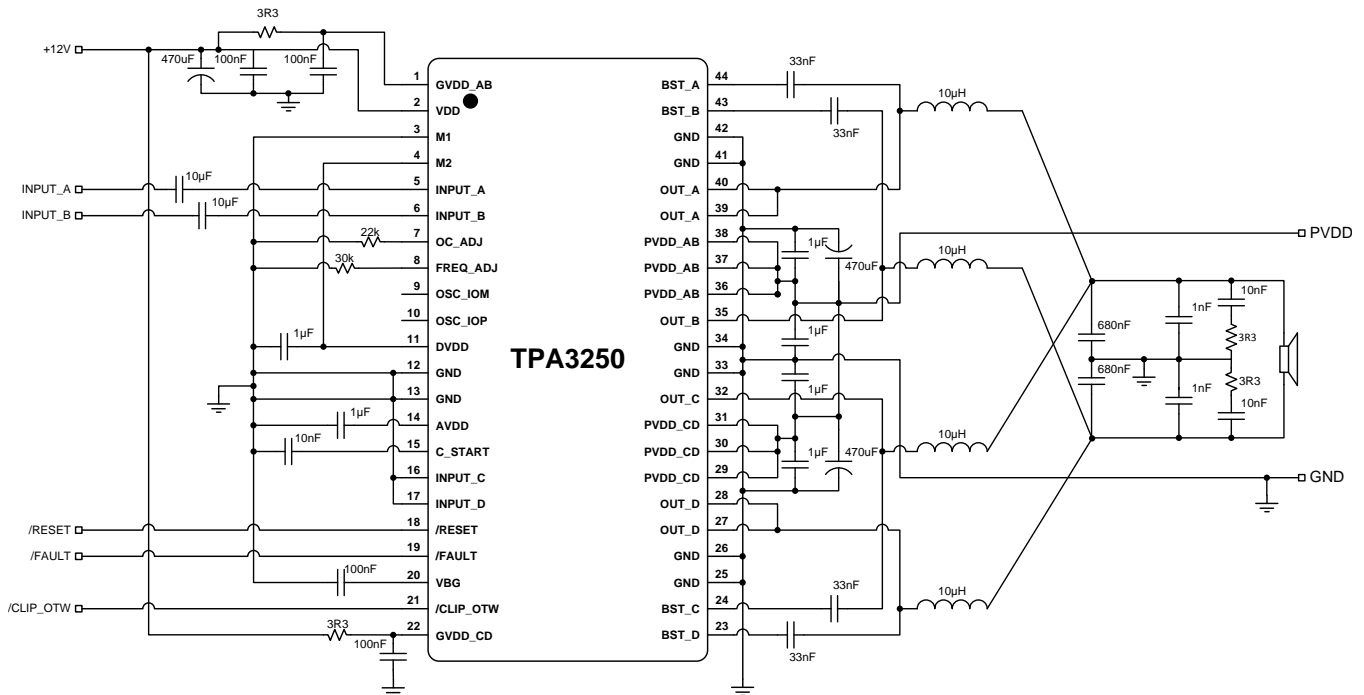 3R3
+12V
470uF
100nF
100nF
33nF
1
GVDD_AB
BST_A
44
10µH
2
VDD
BST_B
43
33nF
3
M1
GND
42
4
M2
GND
41
INPUT_A
10µF
5
INPUT_A
OUT_A
40
INPUT_B
10µF
6
INPUT_B
OUT_A
39
22k
7
OC_ADJ
PVDD_AB
38
1µF
470uF
PVDD
30k
8
FREQ_ADJ
PVDD_AB
37
10µH
9
OSC_IOM
PVDD_AB
36
10
OSC_IOP
OUT_B
35
1µF
11
DVDD
GND
34
1µF
680nF
1nF
10nF
3R3
TPA3250
12
GND
GND
33
680nF
1nF
3R3
10nF
13
GND
OUT_C
32
1µF
1µF
14
AVDD
PVDD_CD
31
10nF
15
C_START
PVDD_CD
30
1µF
470uF
10µH
16
INPUT_C
PVDD_CD
29
GND
17
INPUT_D
OUT_D
28
/RESET
18
/RESET
OUT_D
27
/FAULT
19
/FAULT
GND
26
100nF
20
VBG
GND
25
33nF
10µH
/CLIP_OTW
21
/CLIP_OTW
BST_C
24
3R3
100nF
22
GVDD_CD
BST_D
23
33nF